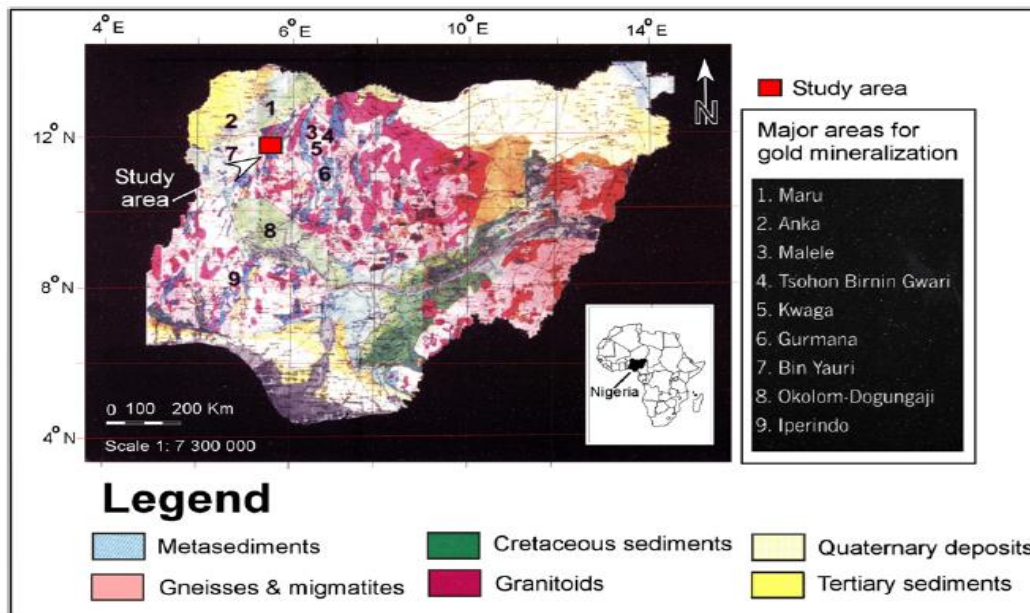 4°E 6°E 10°E 14°E
12°N
8°N
4°N
N
1
2
3 4
5
6
7
8
9
Study
area
0 100 200 Km
Scale 1: 7 300 000
Nigeria
Study area
Major areas for
gold mineralization
1. Maru
2. Anka
3. Malele
4. Tsohon Birnin Gwari
5. Kwaga
6. Gurmana
7. Bin Yauri
8. Okolom-Dogungaji
9. Iperindo
Legend
Metasediments
Cretaceous sediments
Quaternary deposits
Gneisses & migmatites
Granitoids
Tertiary sediments